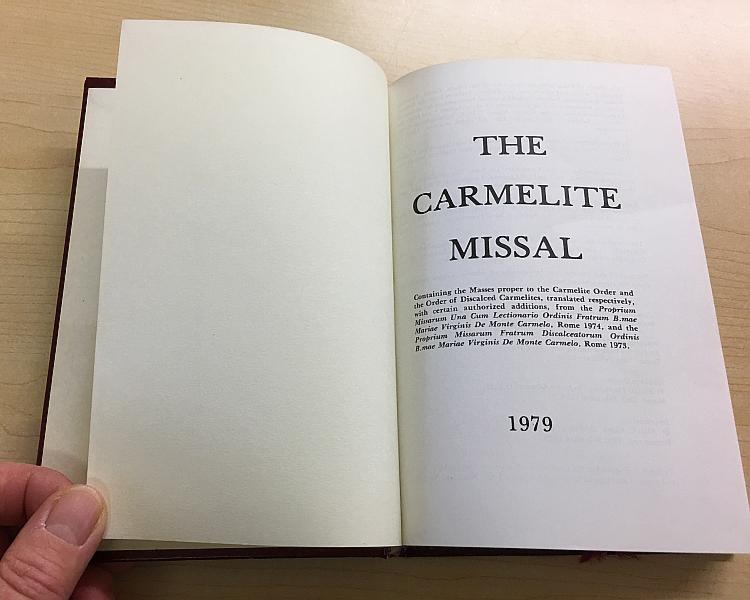 THE
CARMELITE
MISSAL
Containing the Masses proper to the Carmelite Order and
the Order of Discalced Carmelites, translated respectively,
with certain authorized additions, from the Proprium
Missarum Una Cum Lectionario Ordinis Fratrum B.mae
Mariae Virginis De Monte Carmelo, Rome 1974, and the
Proprium Missarum Fratrum Discalceatorum Ordinis
B.mae Mariae Virginis De Monte Carmelo, Rome 1973.
1979